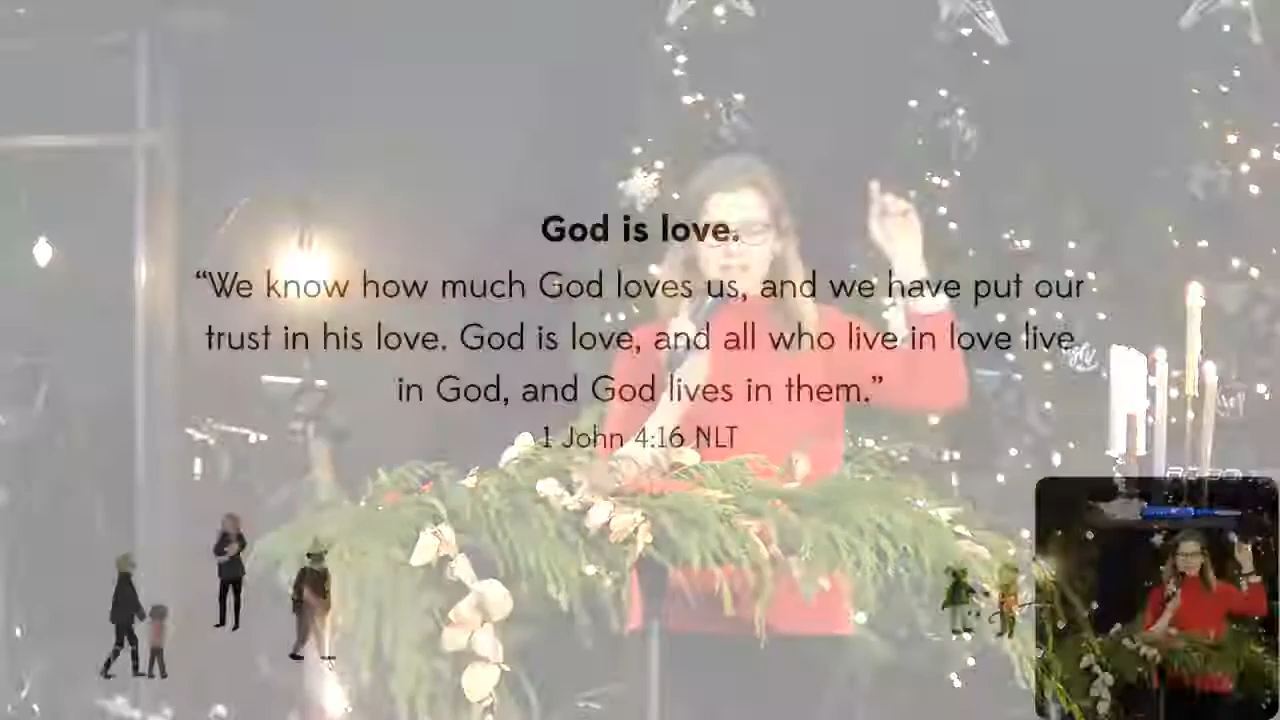 God is love.
“We know how much God loves us, and we have put our
trust in his love. God is love, and all who live in love live
in God, and God lives in them.”
1 John 4:16 NLT